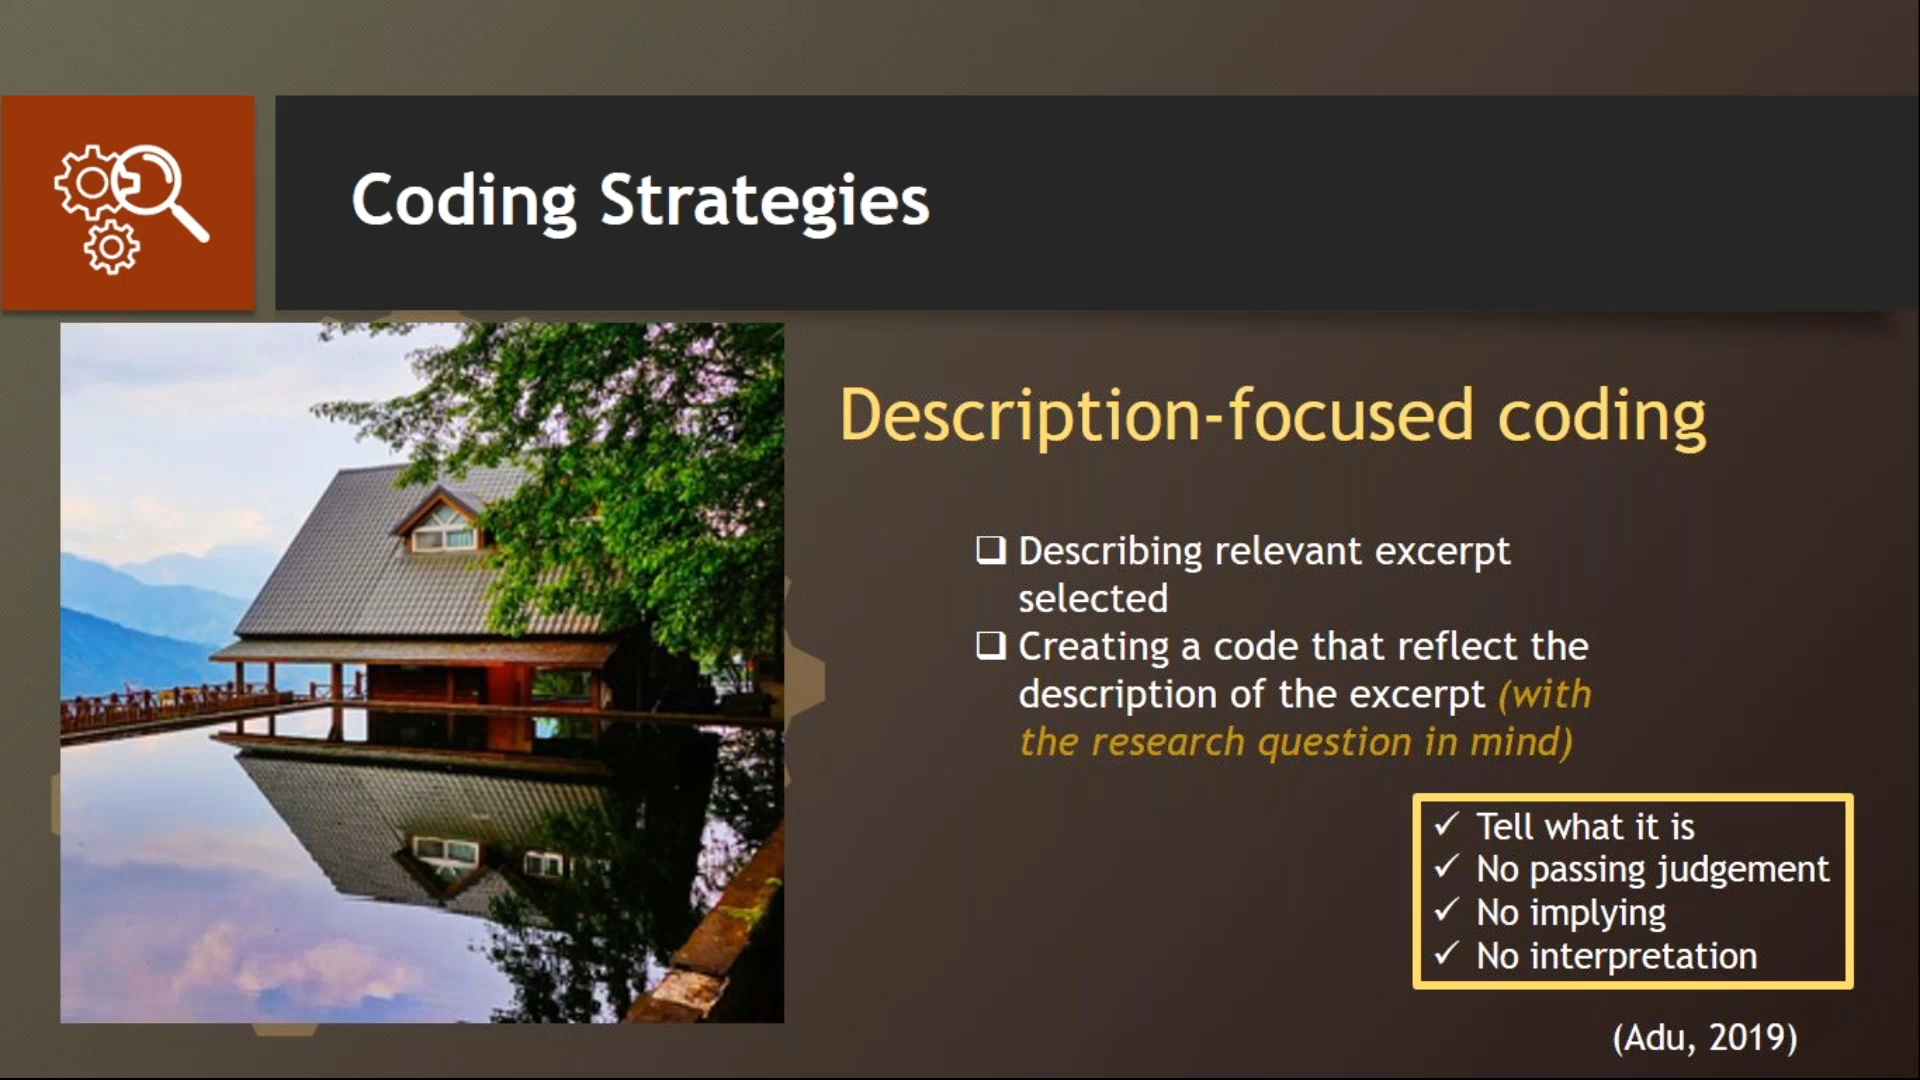 Coding Strategies
Description-focused coding
Describing relevant excerpt
selected
Creating a code that reflect the
description of the excerpt (with
the research question in mind)
Tell what it is
No passing judgement
No implying
No interpretation
(Adu, 2019)